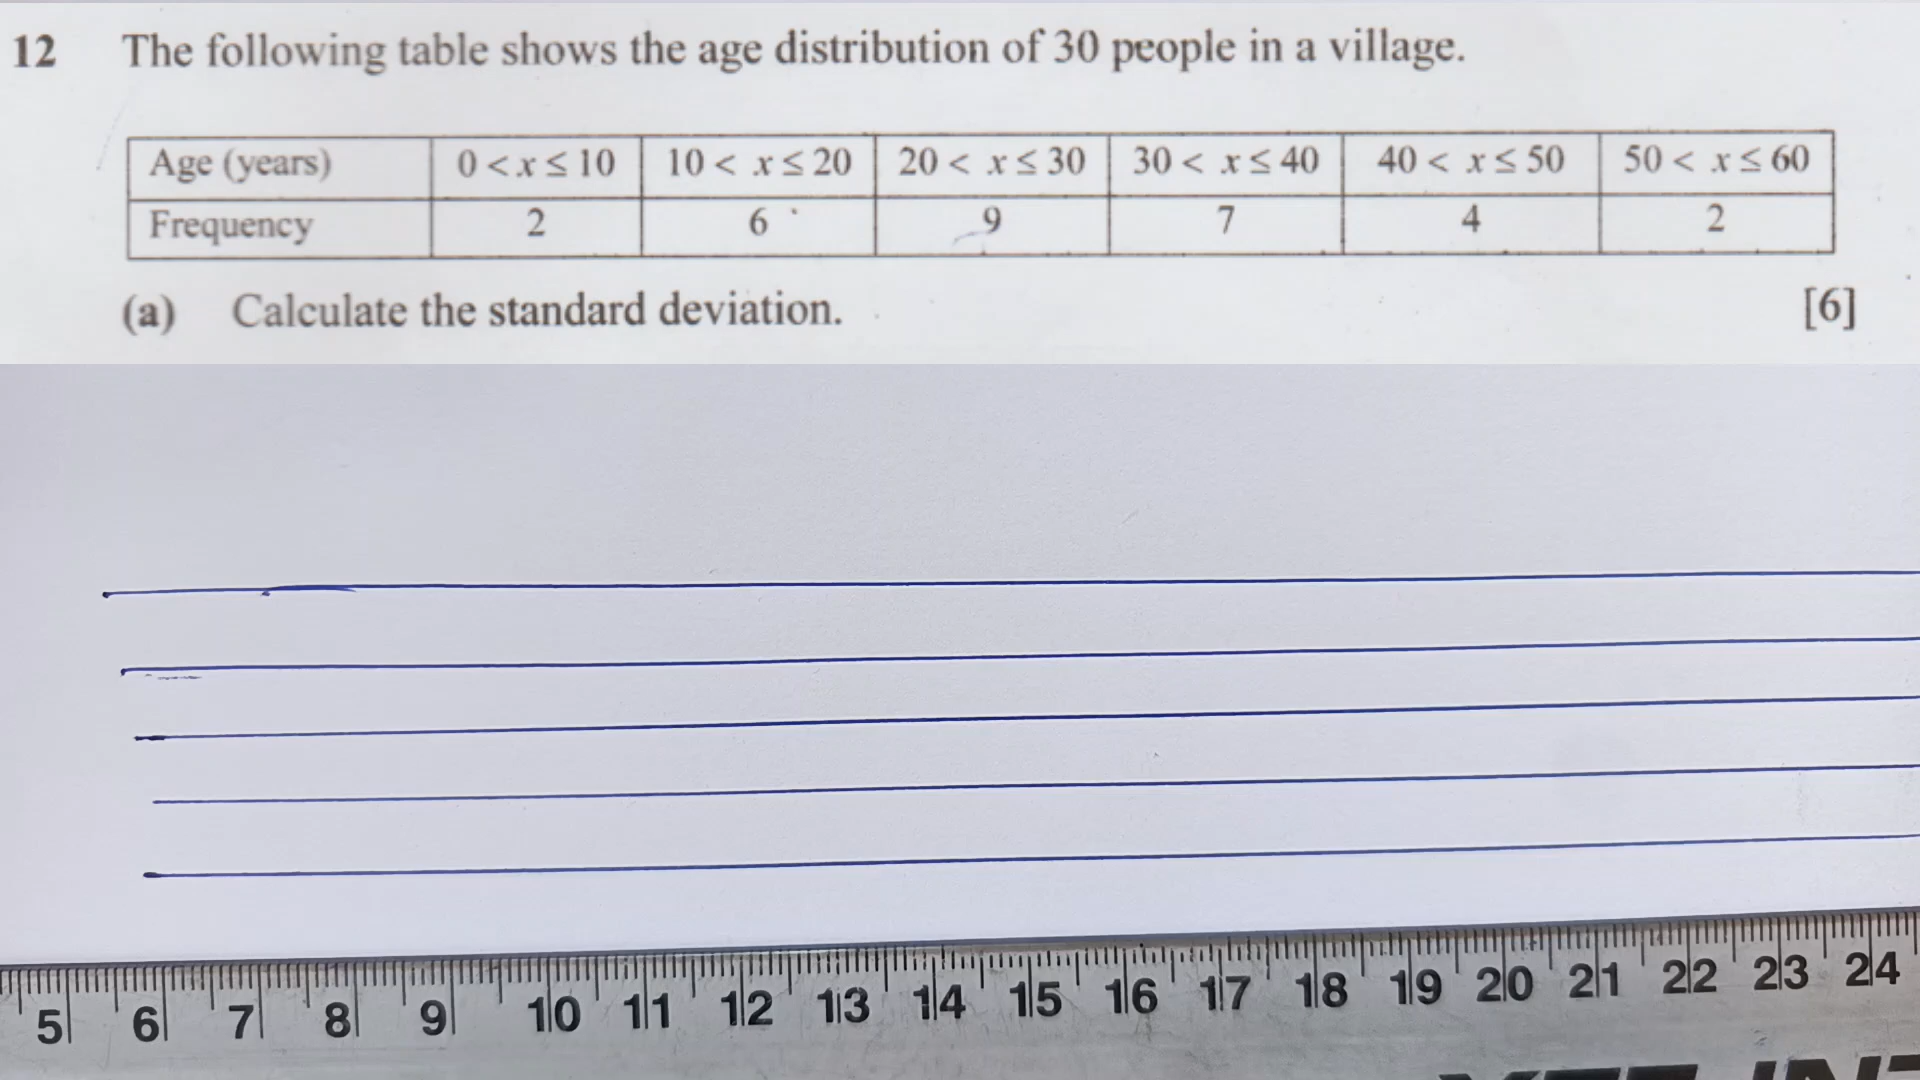 12 The following table shows the age distribution of 30 people in a village.
Age (years) 0 < x ≤ 10 10 < x ≤ 20 20 < x ≤ 30 30 < x ≤ 40 40 < x ≤ 50 50 < x ≤ 60
Frequency 2 6 9 7 4 2
(a) Calculate the standard deviation. [6]
5 6 7 8 9 10 11 12 13 14 15 16 17 18 19 20 21 22 23 24